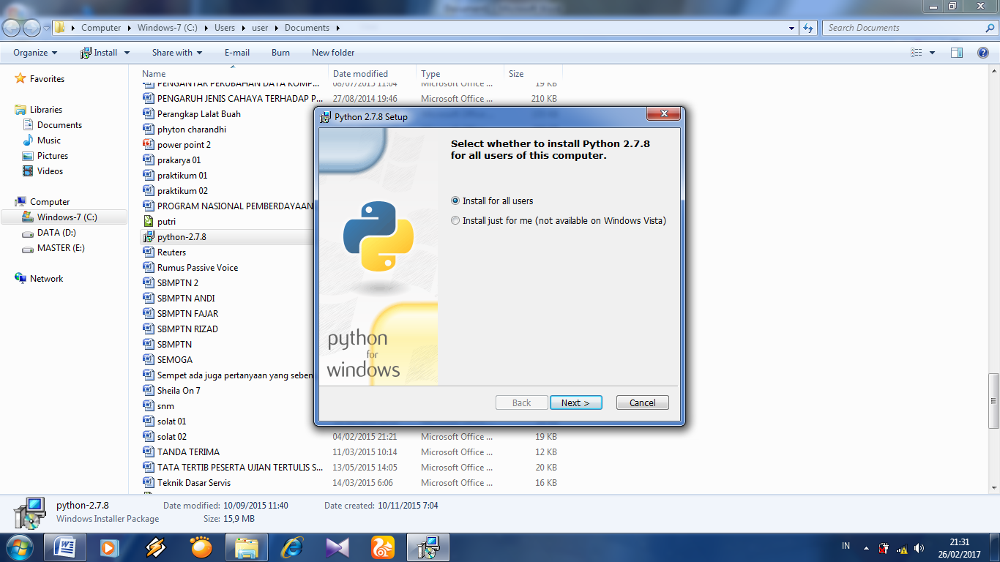 Computer Windows-7 (C:) Users user Documents
Search Documents
Organize Install Share with E-mail Burn New folder
Name Date modified Type Size
PENGANTAR PERUBAHAN DATA KOMP... 08/07/2015 11:04 Microsoft Office ... 19 KB
PENGARUH JENIS CAHAYA TERHADAP P... 27/08/2014 19:46 Microsoft Office ... 210 KB
Perangkap Lalat Buah
phyton charandhi
power point 2
prakarya 01
praktikum 01
praktikum 02
PROGRAM NASIONAL PEMBERDAYAAN
putri
python-2.7.8
Reuters
Rumus Passive Voice
SBMPTN 2
SBMPTN ANDI
SBMPTN FAJAR
SBMPTN RIZAD
SBMPTN
SEMOGA
Sempet ada juga pertanyaan yang seben
Sheila On 7
snm
solat 01
solat 02 04/02/2015 21:21 Microsoft Office ... 19 KB
TANDA TERIMA 11/03/2015 10:14 Microsoft Office ... 12 KB
TATA TERTIB PESERTA UJIAN TERTULIS S... 13/05/2015 14:05 Microsoft Office ... 20 KB
Teknik Dasar Servis 14/03/2015 6:06 Microsoft Office ... 16 KB
Favorites
Libraries
Documents
Music
Pictures
Videos
Computer
Windows-7 (C:)
DATA (D:)
MASTER (E:)
Network
Python 2.7.8 Setup
Select whether to install Python 2.7.8
for all users of this computer.
Install for all users
Install just for me (not available on Windows Vista)
python
for
windows
Back Next > Cancel
python-2.7.8 Date modified: 10/09/2015 11:40 Date created: 10/11/2015 7:04
Windows Installer Package Size: 15,9 MB
IN 21:31
26/02/2017